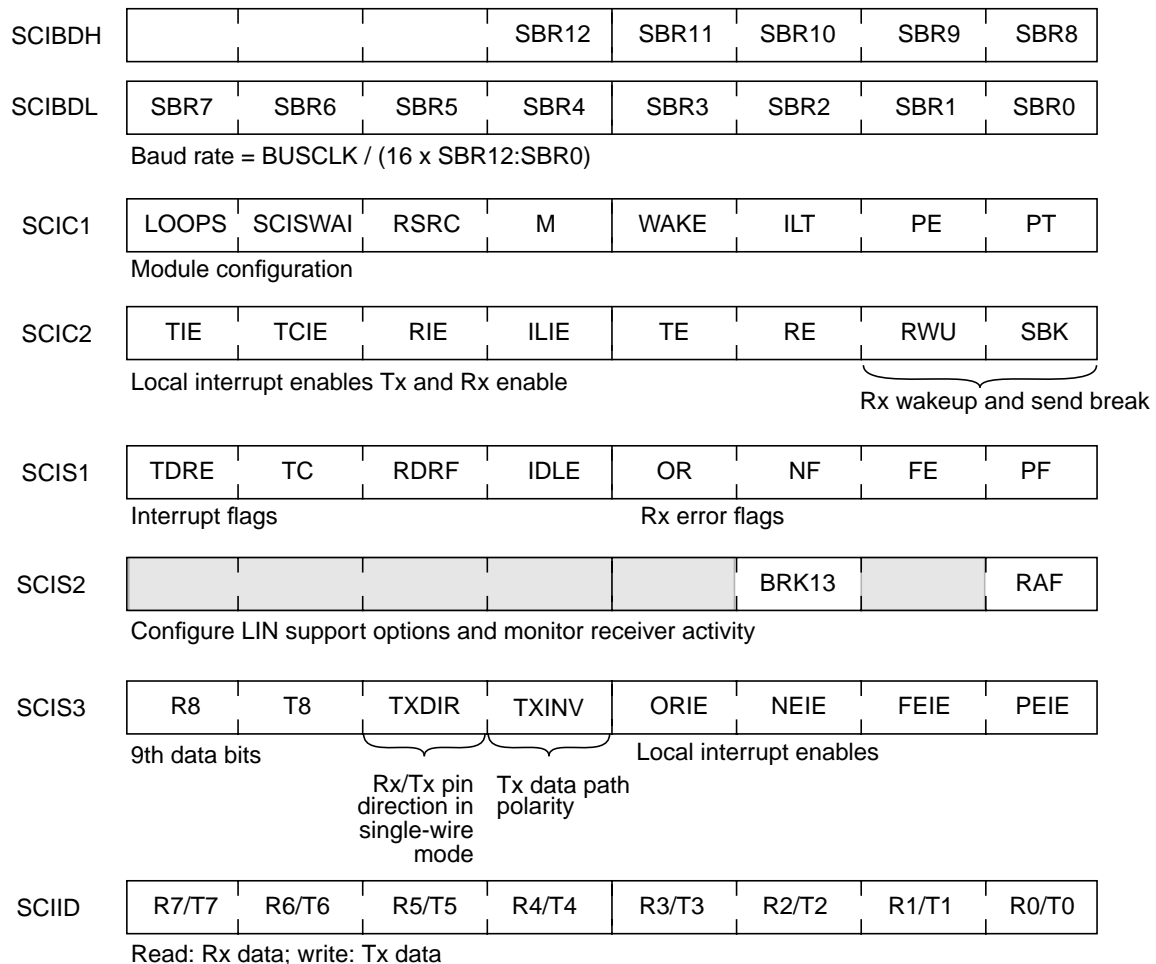 SCIBDH SBR12 SBR11 SBR10 SBR9 SBR8
SCIBDL SBR7 SBR6 SBR5 SBR4 SBR3 SBR2 SBR1 SBR0
Baud rate = BUSCLK / (16 x SBR12:SBR0)
SCIC1 LOOPS SCISWAI RSRC M WAKE ILT PE PT
Module configuration
SCIC2 TIE TCIE RIE ILIE TE RE RWU SBK
Local interrupt enables Tx and Rx enable
Rx wakeup and send break
SCIS1 TDRE TC RDRF IDLE OR NF FE PF
Interrupt flags Rx error flags
SCIS2 BRK13 RAF
Configure LIN support options and monitor receiver activity
SCIS3 R8 T8 TXDIR TXINV ORIE NEIE FEIE PEIE
9th data bits Local interrupt enables
Rx/Tx pin
direction in
single-wire
mode
Tx data path
polarity
SCIID R7/T7 R6/T6 R5/T5 R4/T4 R3/T3 R2/T2 R1/T1 R0/T0
Read: Rx data; write: Tx data